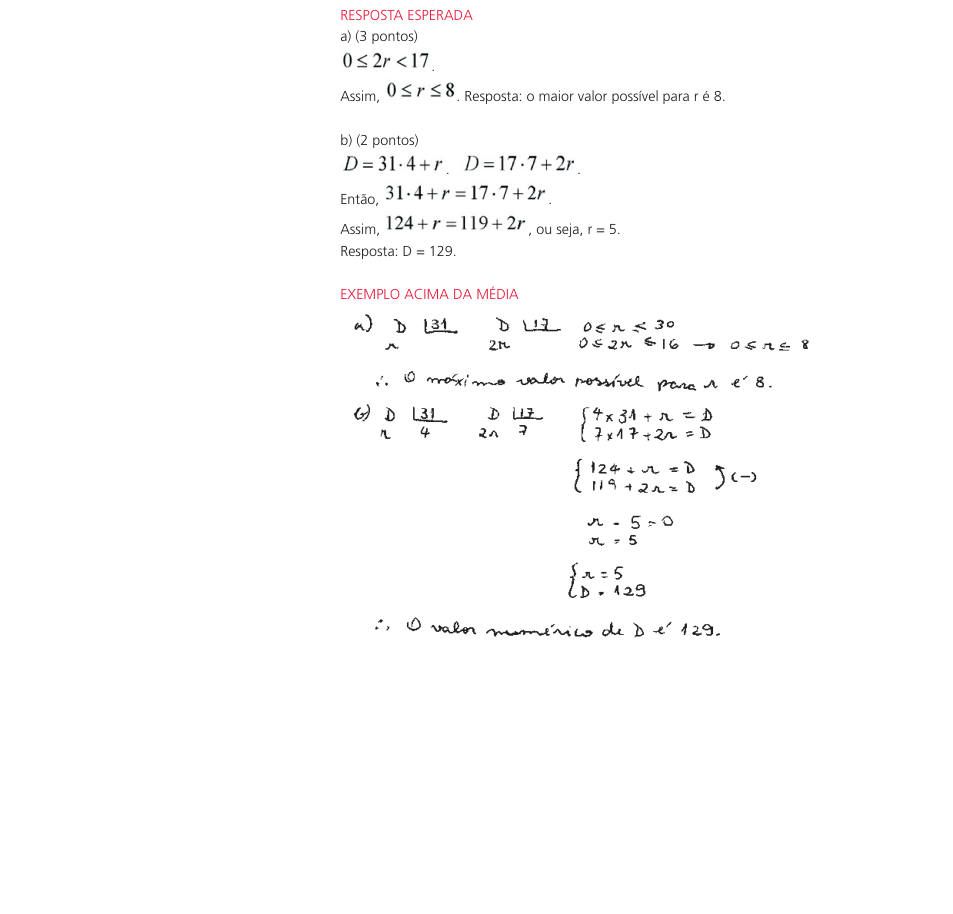 RESPOSTA ESPERADA
a) (3 pontos)
0 ≤ 2r < 17.
Assim, 0 ≤ r ≤ 8. Resposta: o maior valor possível para r é 8.
b) (2 pontos)
D = 31·4 + r. D = 17·7 + 2r.
Então, 31·4 + r = 17·7 + 2r.
Assim, 124 + r = 119 + 2r, ou seja, r = 5.
Resposta: D = 129.
EXEMPLO ACIMA DA MÉDIA
a) D 31 D 17 0 ≤ r ≤ 30
r 2r 0 ≤ 2r ≤ 16 → 0 ≤ r ≤ 8
∴ O máximo valor possível para r é 8.
b) D 31 D 17 { 4 x 31 + r = D
r 4 2r 7 7 x 17 + 2r = D
{ 124 + r = D
119 + 2r = D (-)
r - 5 = 0
r = 5
{ r = 5
D = 129
∴ O valor numérico de D é 129.